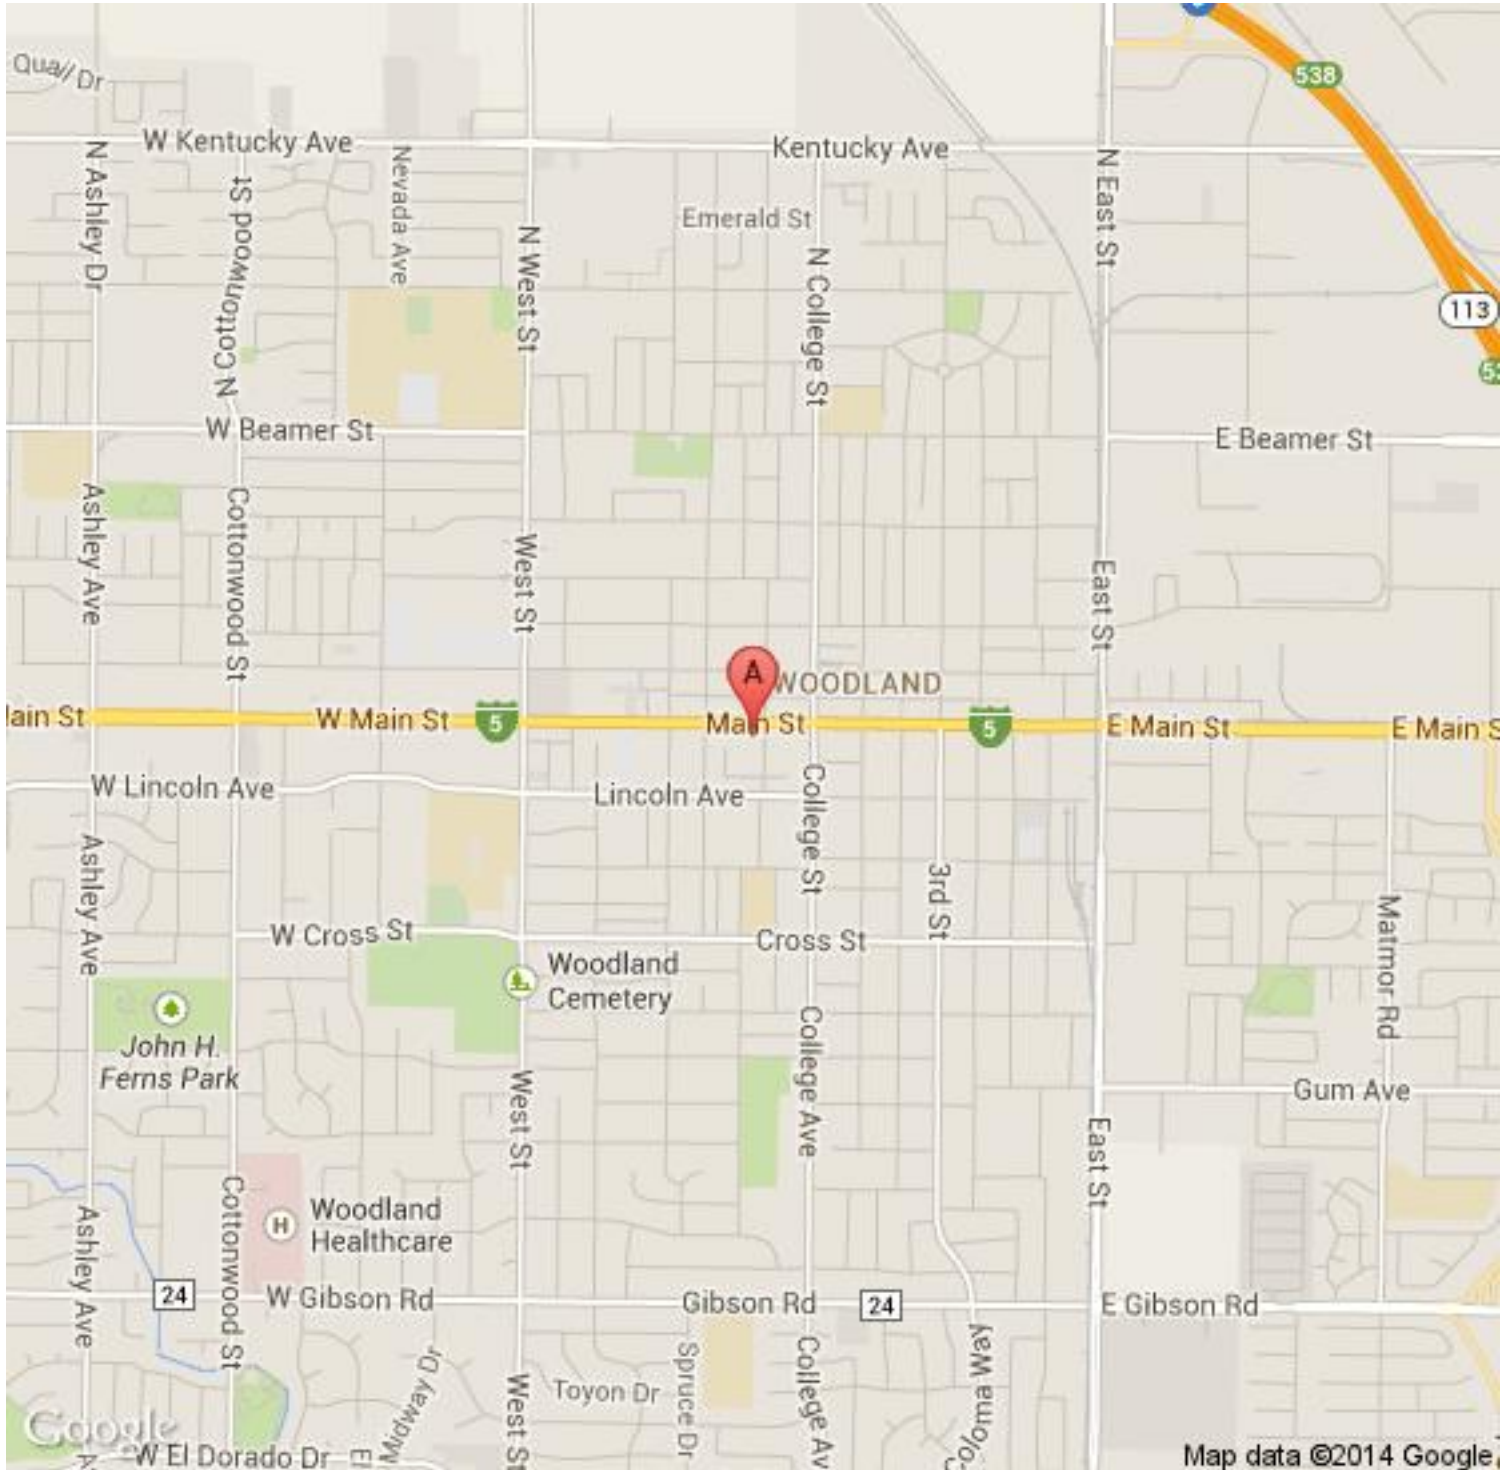 Quail Dr
538
W Kentucky Ave
Kentucky Ave
N Ashley Dr
N Cottonwood St
Nevada Ave
N West St
Emerald St
N College St
N East St
113
W Beamer St
E Beamer St
Ashley Ave
Cottonwood St
West St
East St
A
WOODLAND
ain St
W Main St
5
Main St
5
E Main St
E Main S
W Lincoln Ave
Lincoln Ave
College St
Ashley Ave
3rd St
Matmor Rd
W Cross St
Cross St
Woodland
Cemetery
John H.
Ferns Park
College Ave
West St
Gum Ave
East St
Cottonwood St
Woodland
Healthcare
Ashley Ave
24
W Gibson Rd
Gibson Rd
24
E Gibson Rd
Midway Dr
West St
Toyon Dr
Spruce Dr
College Av
oma Way
Google
W El Dorado Dr
El
Map data ©2014 Google